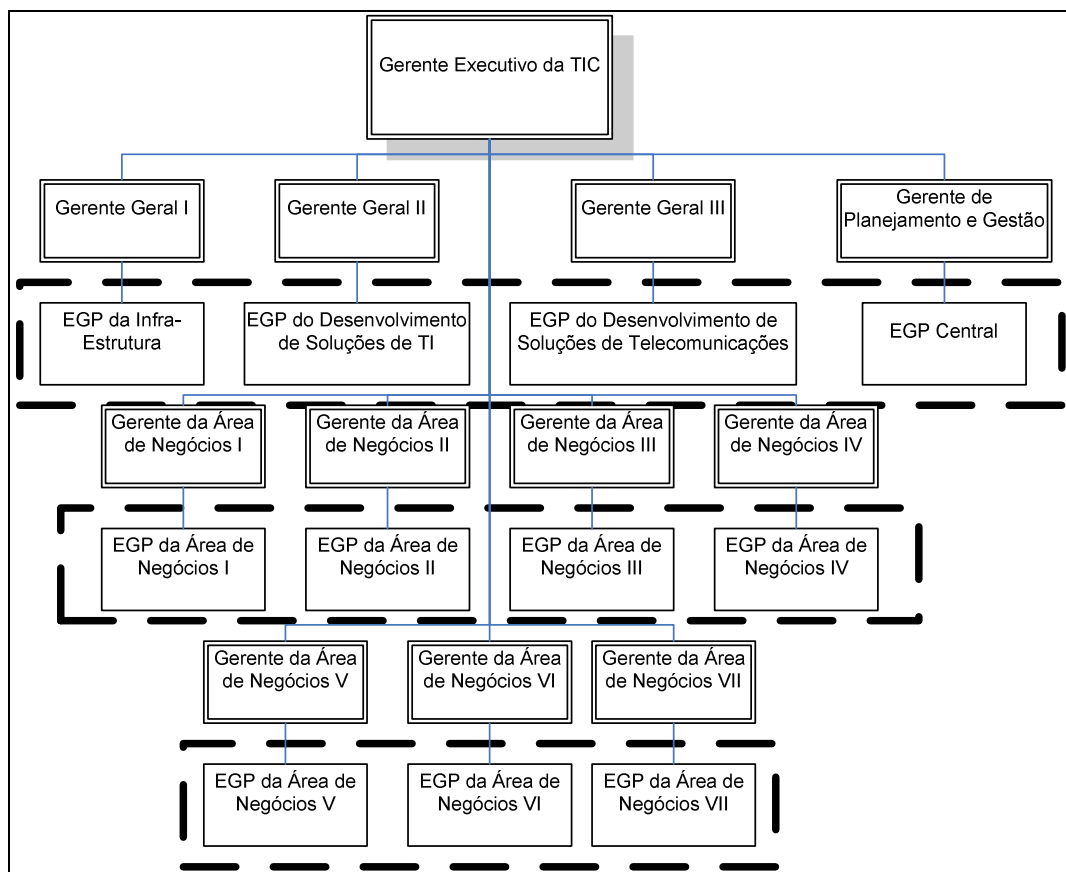 Gerente Executivo da TIC
Gerente Geral I
Gerente Geral II
Gerente Geral III
Gerente de
Planejamento e Gestão
EGP da Infra-
Estrutura
EGP do Desenvolvimento
de Soluções de TI
EGP do Desenvolvimento de
Soluções de Telecomunicações
EGP Central
Gerente da Área
de Negócios I
Gerente da Área
de Negócios II
Gerente da Área
de Negócios III
Gerente da Área
de Negócios IV
EGP da Área de
Negócios I
EGP da Área de
Negócios II
EGP da Área de
Negócios III
EGP da Área de
Negócios IV
Gerente da Área
de Negócios V
Gerente da Área
de Negócios VI
Gerente da Área
de Negócios VII
EGP da Área de
Negócios V
EGP da Área de
Negócios VI
EGP da Área de
Negócios VII